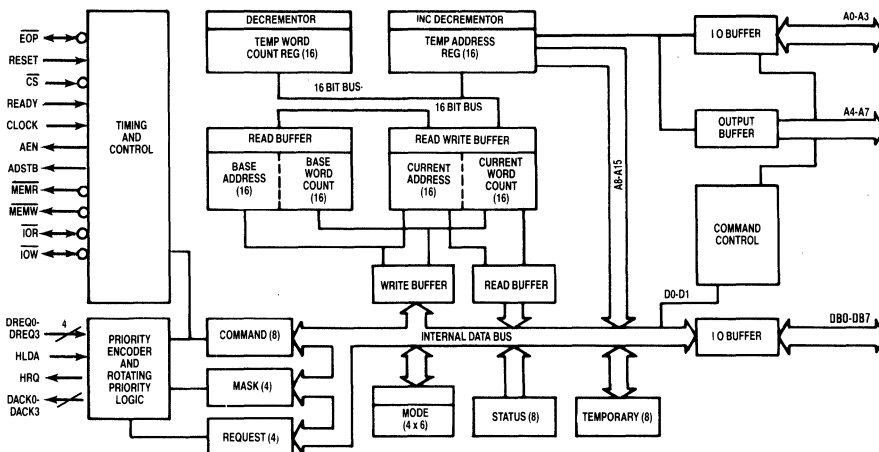 EOP
RESET
CS
READY
CLOCK
AEN
ADSTB
MEMR
MEMW
IOR
IOW
TIMING
AND
CONTROL
DECREMENTOR
TEMP WORD
COUNT REG (16)
INC DECREMENTOR
TEMP ADDRESS
REG (16)
16 BIT BUS
16 BIT BUS
READ BUFFER
BASE
ADDRESS
(16)
BASE
WORD
COUNT
(16)
READ WRITE BUFFER
CURRENT
ADDRESS
(16)
CURRENT
WORD
COUNT
(16)
A8-A15
I O BUFFER
A0-A3
OUTPUT
BUFFER
A4-A7
COMMAND
CONTROL
WRITE BUFFER
READ BUFFER
D0-D1
DREQ0-
DREQ3
4
HLDA
HRQ
DACK0-
DACK3
PRIORITY
ENCODER
AND
ROTATING
PRIORITY
LOGIC
COMMAND (8)
MASK (4)
REQUEST (4)
INTERNAL DATA BUS
I O BUFFER
DB0-DB7
MODE
(4 x 6)
STATUS (8)
TEMPORARY (8)